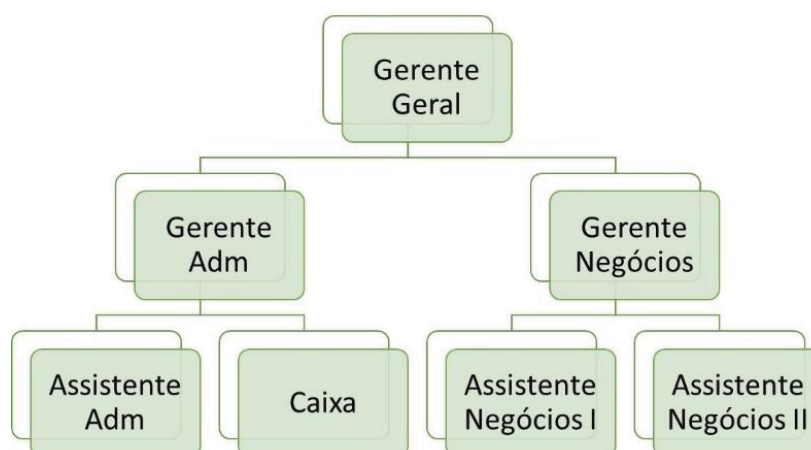 Gerente
Geral
Gerente
Adm
Gerente
Negócios
Assistente
Adm
Caixa
Assistente
Negócios I
Assistente
Negócios II